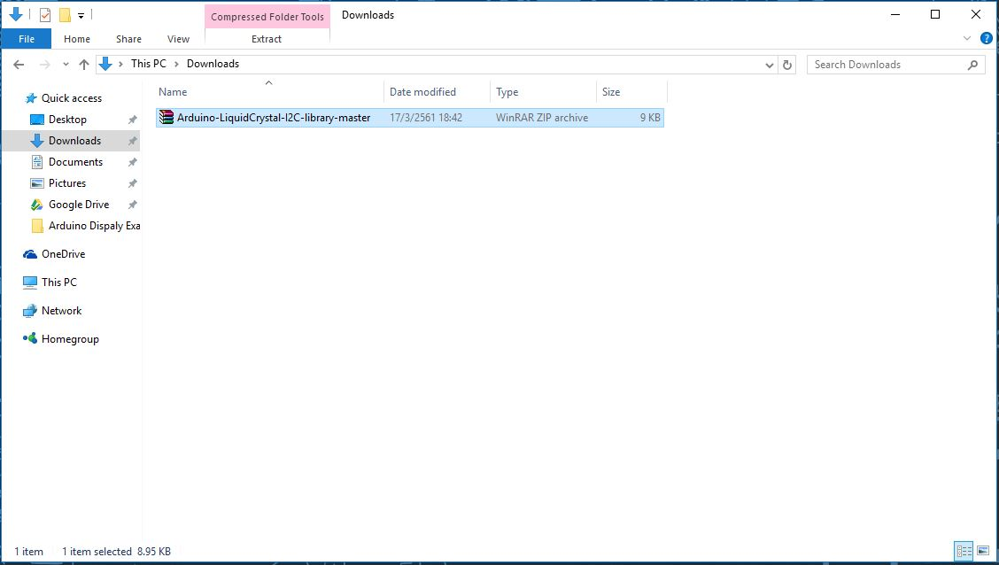 Compressed Folder Tools Downloads
File Home Share View Extract
This PC Downloads Search Downloads
Name Date modified Type Size
Arduino-LiquidCrystal-I2C-library-master 17/3/2561 18:42 WinRAR ZIP archive 9 KB
Quick access
Desktop
Downloads
Documents
Pictures
Google Drive
Arduino Dispaly Exa
OneDrive
This PC
Network
Homegroup
1 item 1 item selected 8.95 KB